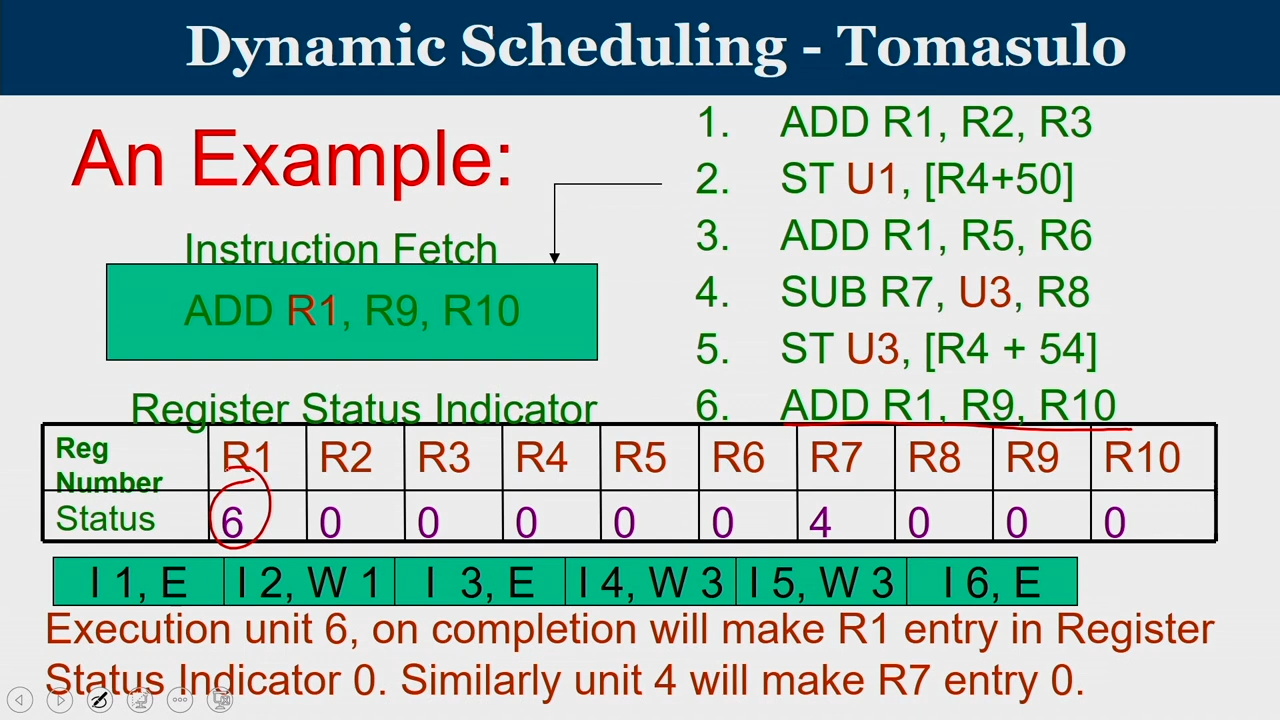 Dynamic Scheduling - Tomasulo
An Example:
Instruction Fetch
ADD R1, R9, R10
1. ADD R1, R2, R3
2. ST U1, [R4+50]
3. ADD R1, R5, R6
4. SUB R7, U3, R8
5. ST U3, [R4 + 54]
6. ADD R1, R9, R10
Register Status Indicator
Reg Number R1 R2 R3 R4 R5 R6 R7 R8 R9 R10
Status 6 0 0 0 0 0 4 0 0 0
I 1, E I 2, W 1 I 3, E I 4, W 3 I 5, W 3 I 6, E
Execution unit 6, on completion will make R1 entry in Register
Status Indicator 0. Similarly unit 4 will make R7 entry 0.